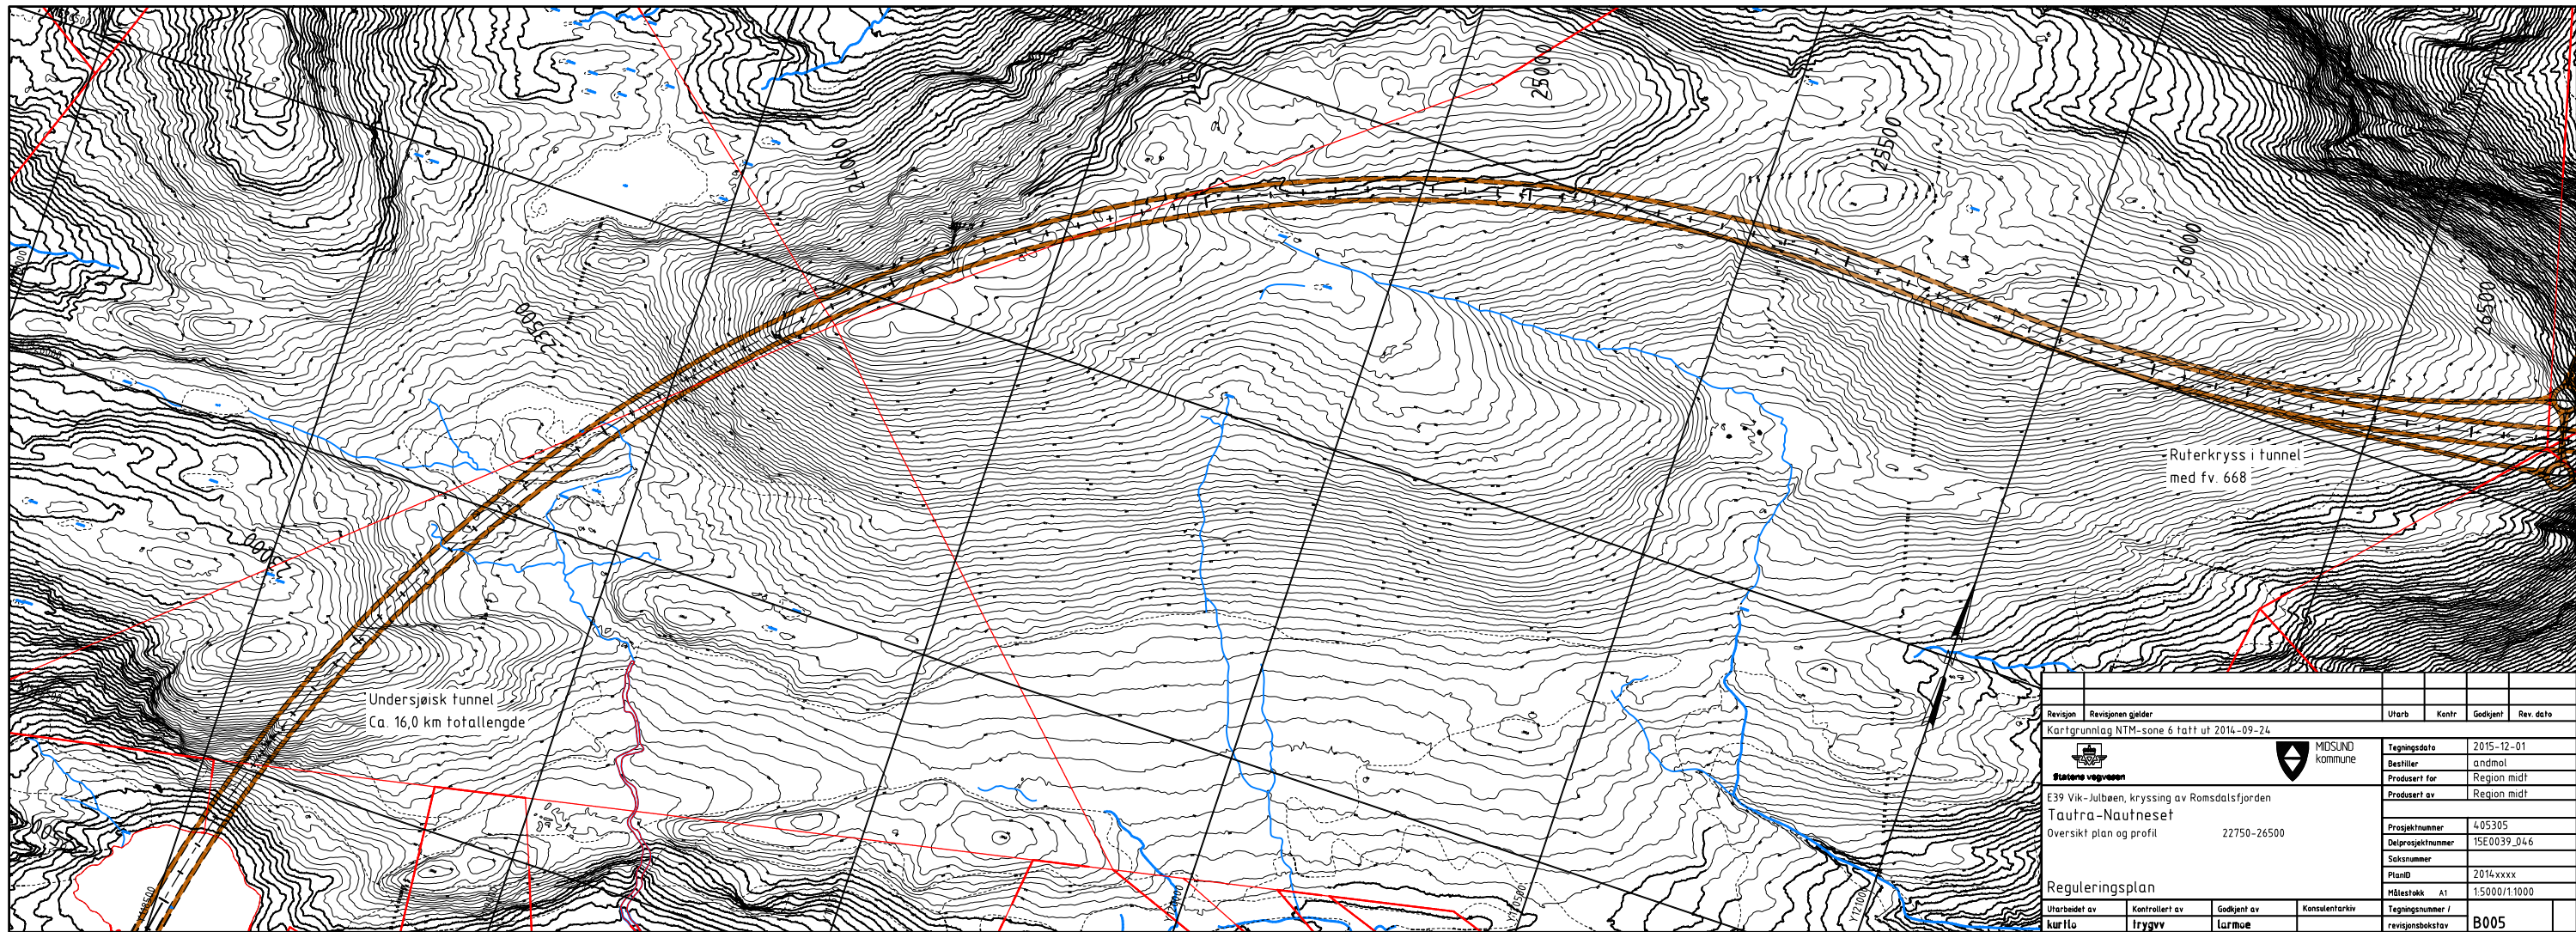 25000
24000
25500
26000
26500
23500
23000
Ruterkryss i tunnel
med fv. 668
Undersjøisk tunnel
Ca. 16,0 km totallengde
Y120500
Y121000
Revisjon Revisjonen gjelder Utarb Kontr Godkjent Rev. dato
Kartgrunnlag NTM-sone 6 tatt ut 2014-09-24
Statens vegvesen
MIDSUND
kommune
Tegningsdato 2015-12-01
Bestiller andmol
Produsert for Region midt
Produsert av Region midt
E39 Vik-Julbøen, kryssing av Romsdalsfjorden
Tautra-Nautneset
Oversikt plan og profil 22750-26500
Prosjektnummer 405305
Delprosjektnummer 15E0039_046
Saksnummer
PlanID 2014xxxx
Reguleringsplan
Målestokk A1 1:5000/1:1000
Utarbeidet av Kontrollert av Godkjent av Konsulentarkiv
kurtlo trygvv larmoe
Tegningsnummer /
revisjonsbokstav B005